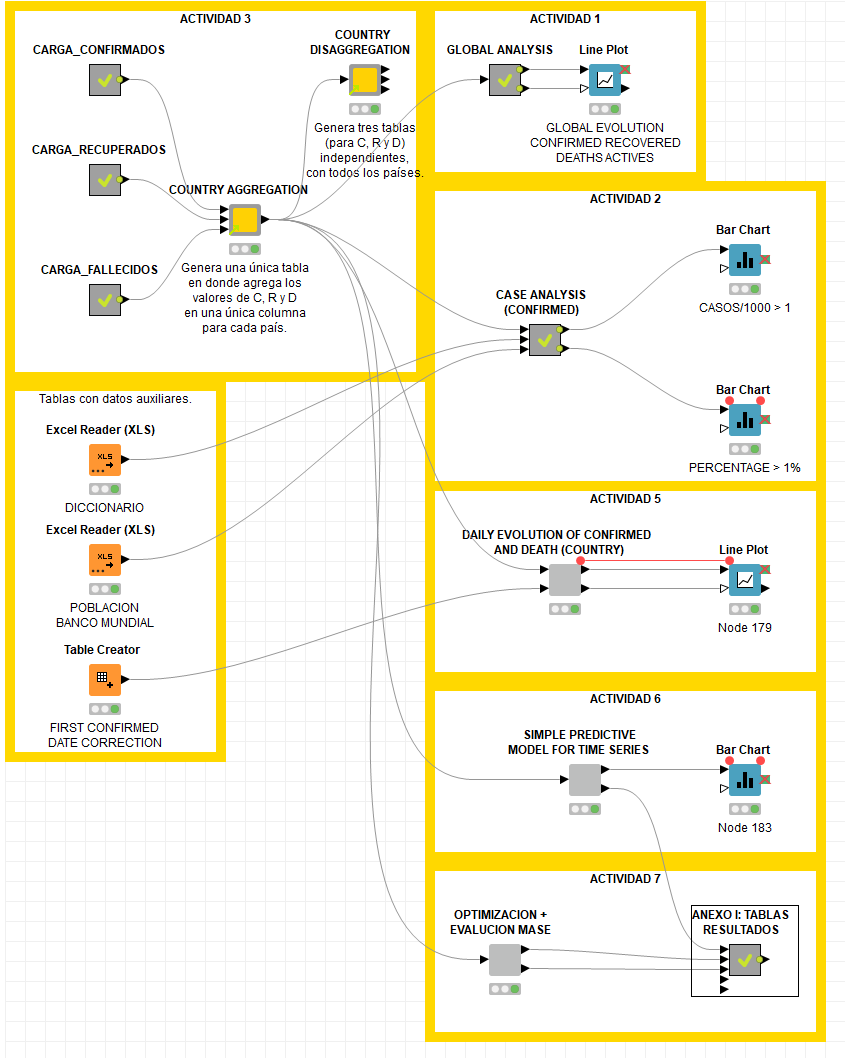 ACTIVIDAD 3
CARGA_CONFIRMADOS
COUNTRY
DISAGGREGATION
Genera tres tablas
(para C, R y D)
independientes,
con todos los países.
CARGA_RECUPERADOS
COUNTRY AGGREGATION
Genera una única tabla
en donde agrega los
valores de C, R y D
en una única columna
para cada país.
CARGA_FALLECIDOS
ACTIVIDAD 1
GLOBAL ANALYSIS
Line Plot
GLOBAL EVOLUTION
CONFIRMED RECOVERED
DEATHS ACTIVES
ACTIVIDAD 2
CASE ANALYSIS
(CONFIRMED)
Bar Chart
CASOS/1000 > 1
Bar Chart
PERCENTAGE > 1%
Tablas con datos auxiliares.
Excel Reader (XLS)
XLS
DICCIONARIO
Excel Reader (XLS)
XLS
POBLACION
BANCO MUNDIAL
Table Creator
FIRST CONFIRMED
DATE CORRECTION
ACTIVIDAD 5
DAILY EVOLUTION OF CONFIRMED
AND DEATH (COUNTRY)
Line Plot
Node 179
ACTIVIDAD 6
SIMPLE PREDICTIVE
MODEL FOR TIME SERIES
Bar Chart
Node 183
ACTIVIDAD 7
OPTIMIZACION +
EVALUCION MASE
ANEXO I: TABLAS
RESULTADOS